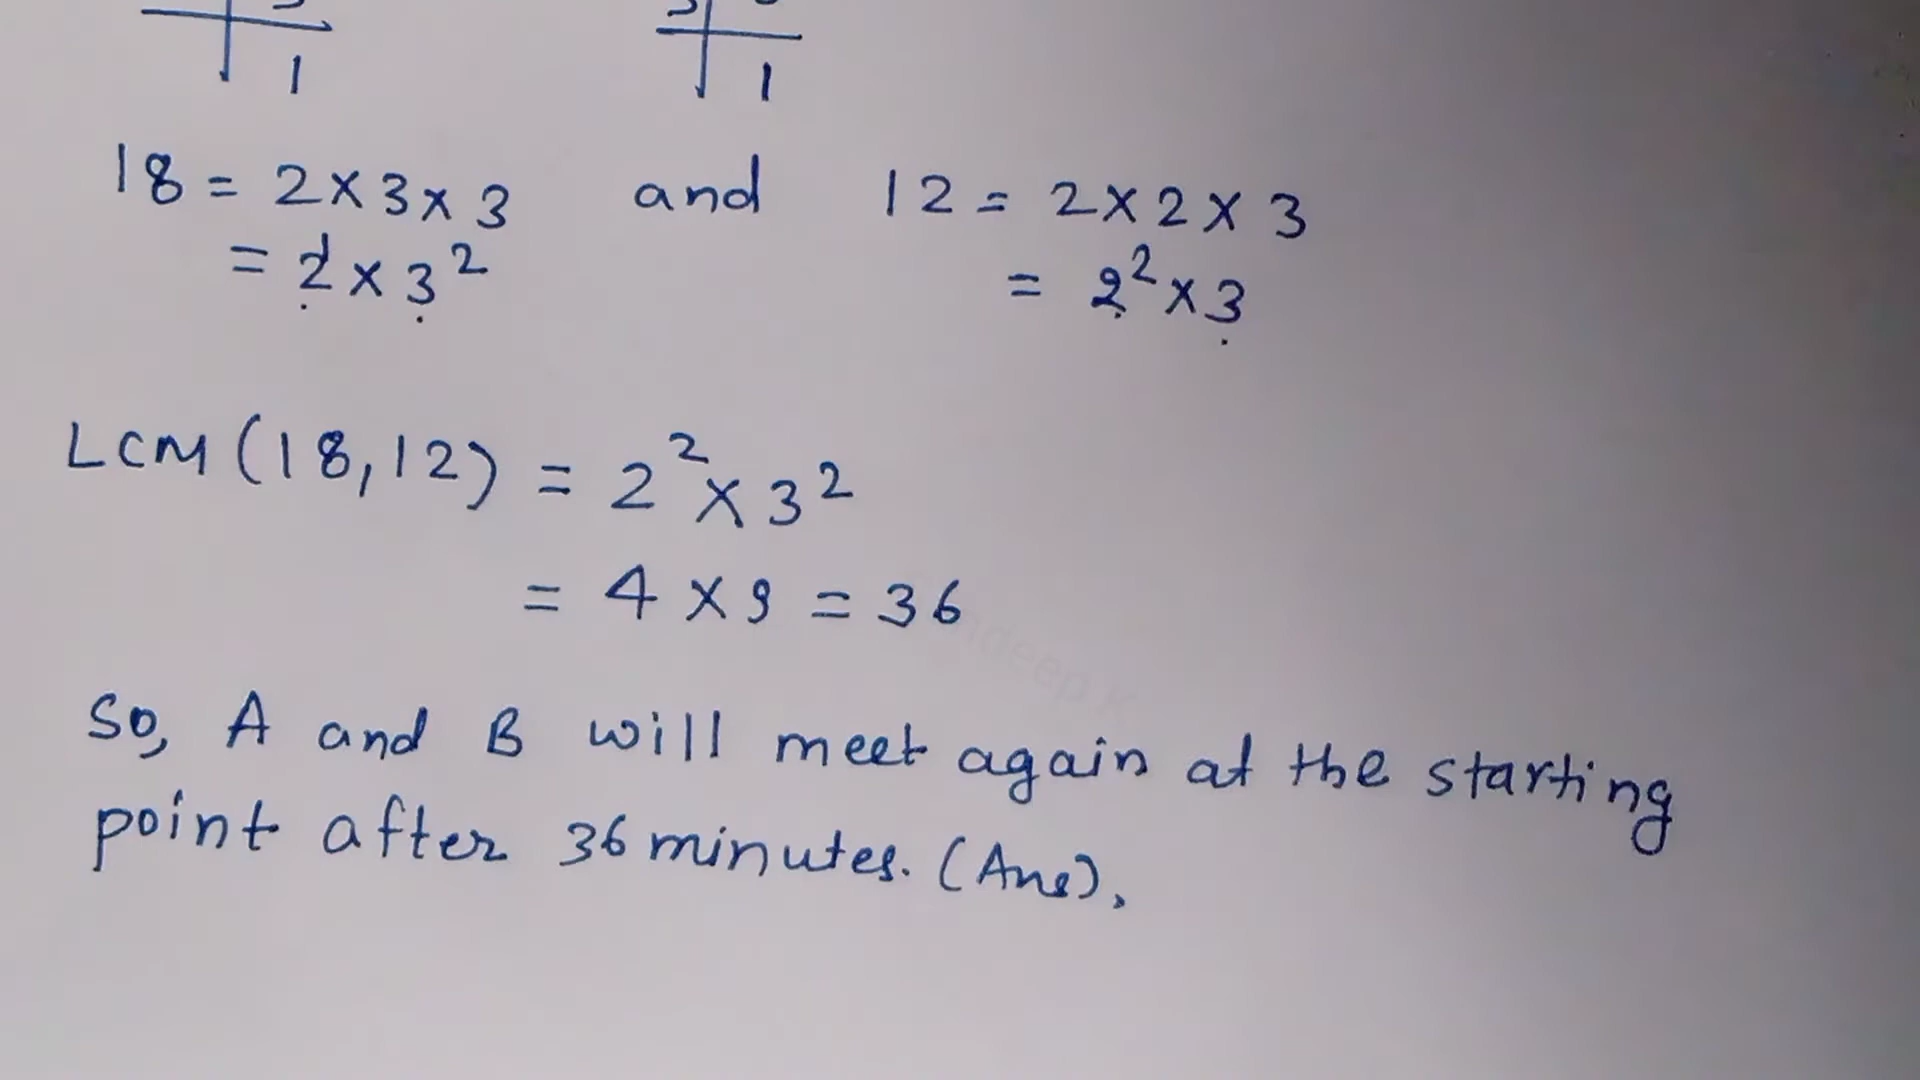 1 1
18 = 2 × 3 × 3 and 12 = 2 × 2 × 3
= 2 × 3² = 2² × 3
LCM (18, 12) = 2² × 3²
= 4 × 9 = 36
So, A and B will meet again at the starting
point after 36 minutes. (Ans).